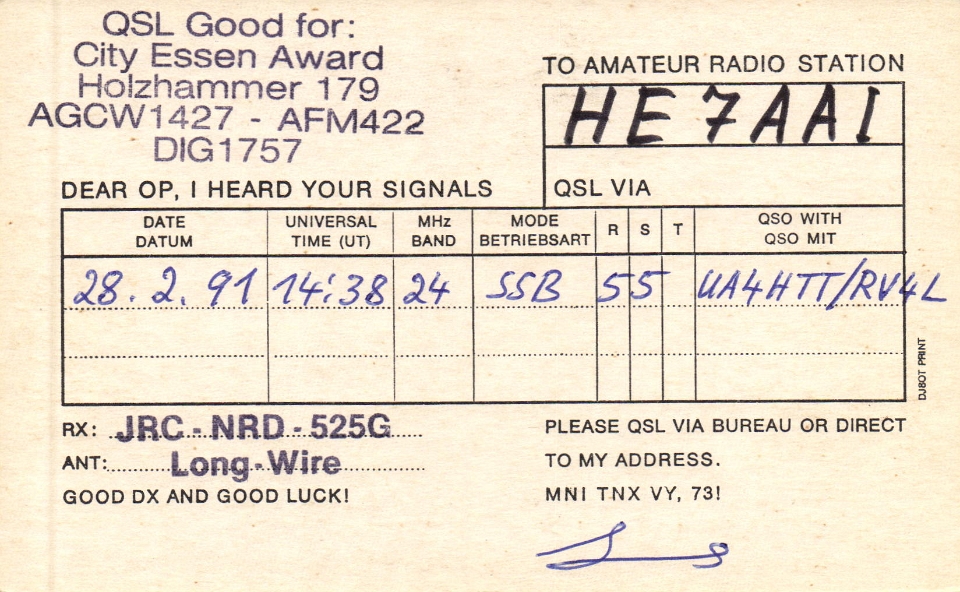 QSL Good for:
City Essen Award
Holzhammer 179
AGCW1427 - AFM422
DIG1757
TO AMATEUR RADIO STATION
HE7AAI
QSL VIA
DEAR OP, I HEARD YOUR SIGNALS
DATE DATUM UNIVERSAL TIME (UT) MHz BAND MODE BETRIEBSART R S T QSO WITH QSO MIT
28. 2. 91 14:38 24 SSB 5 5 UA4HTT/RV4L
DJ8OT PRINT
RX: JRC-NRD-525G
ANT: Long-Wire
GOOD DX AND GOOD LUCK!
PLEASE QSL VIA BUREAU OR DIRECT
TO MY ADDRESS.
MNI TNX VY, 73!